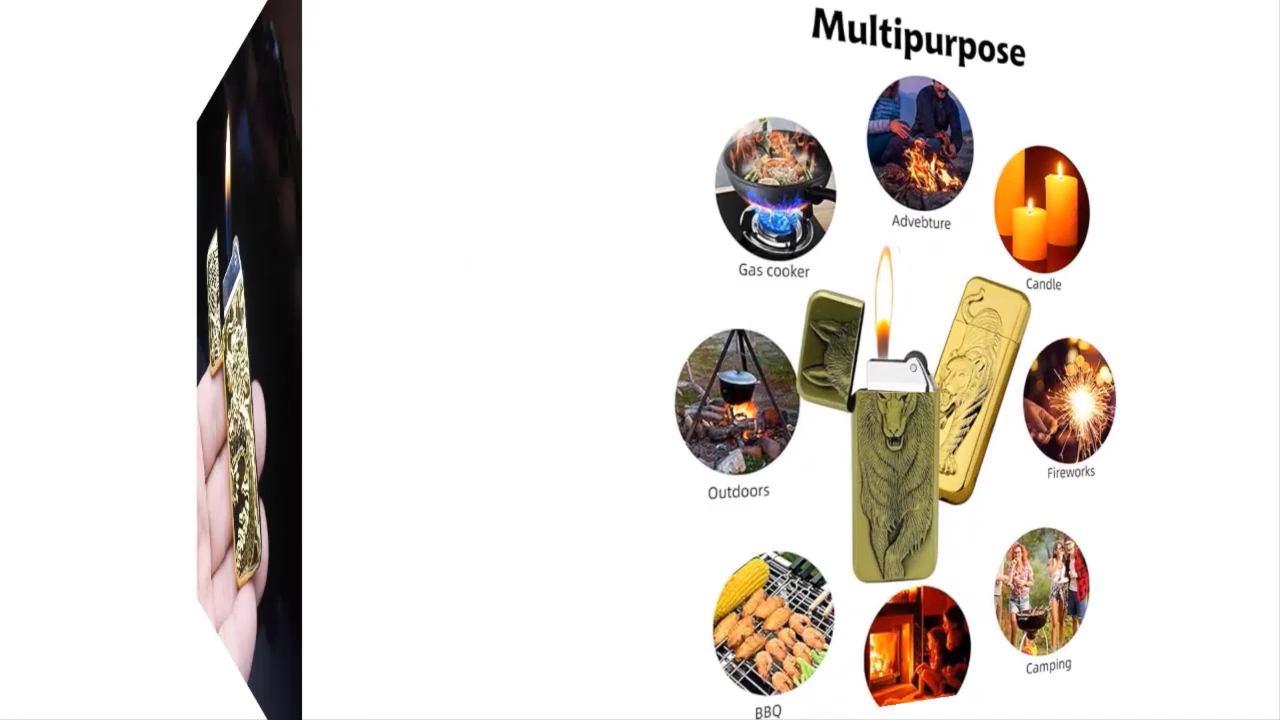 Multipurpose
Advebture
Gas cooker
Candle
Outdoors
Fireworks
Camping
BBQ